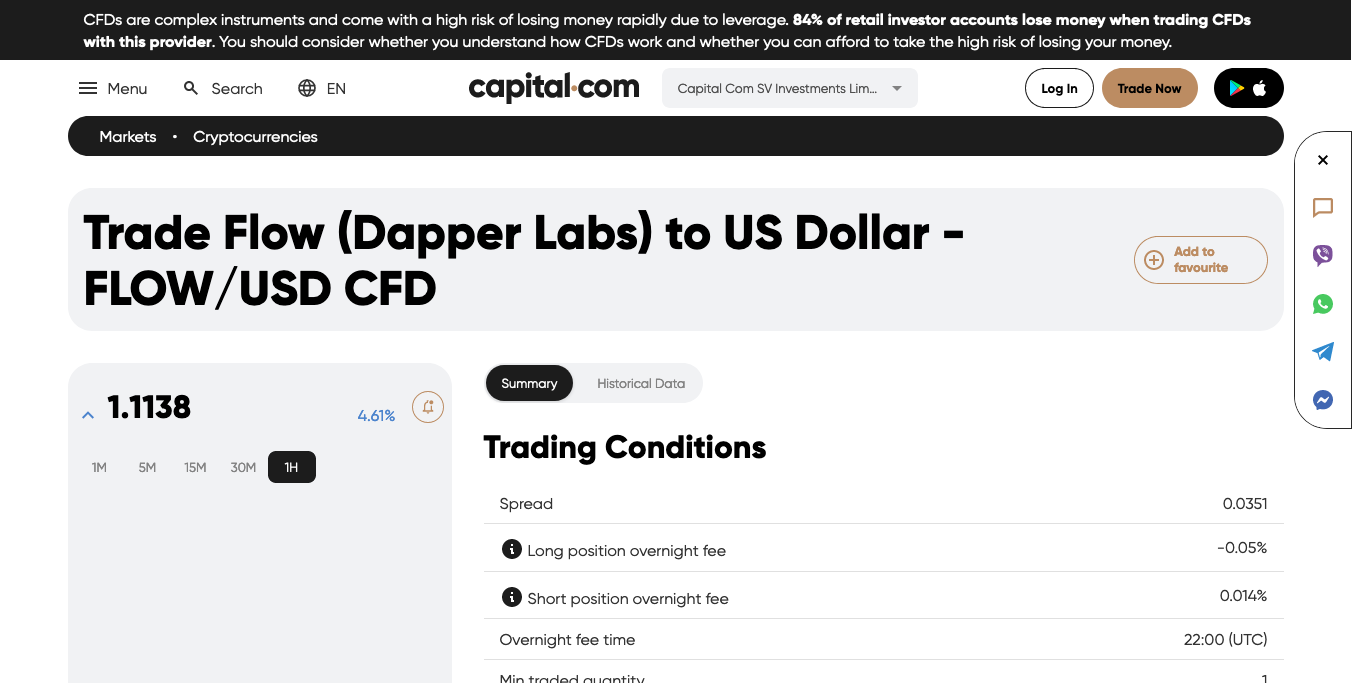 CFDs are complex instruments and come with a high risk of losing money rapidly due to leverage. 84% of retail investor accounts lose money when trading CFDs
with this provider. You should consider whether you understand how CFDs work and whether you can afford to take the high risk of losing your money.
Menu
Search
EN
capital.com
Capital Com SV Investments Lim...
Log In
Trade Now
Markets • Cryptocurrencies
Trade Flow (Dapper Labs) to US Dollar -
FLOW/USD CFD
Add to
favourite
1.1138
4.61%
1M 5M 15M 30M 1H
Summary
Historical Data
Trading Conditions
Spread 0.0351
Long position overnight fee -0.05%
Short position overnight fee 0.014%
Overnight fee time 22:00 (UTC)
Min traded quantity 1